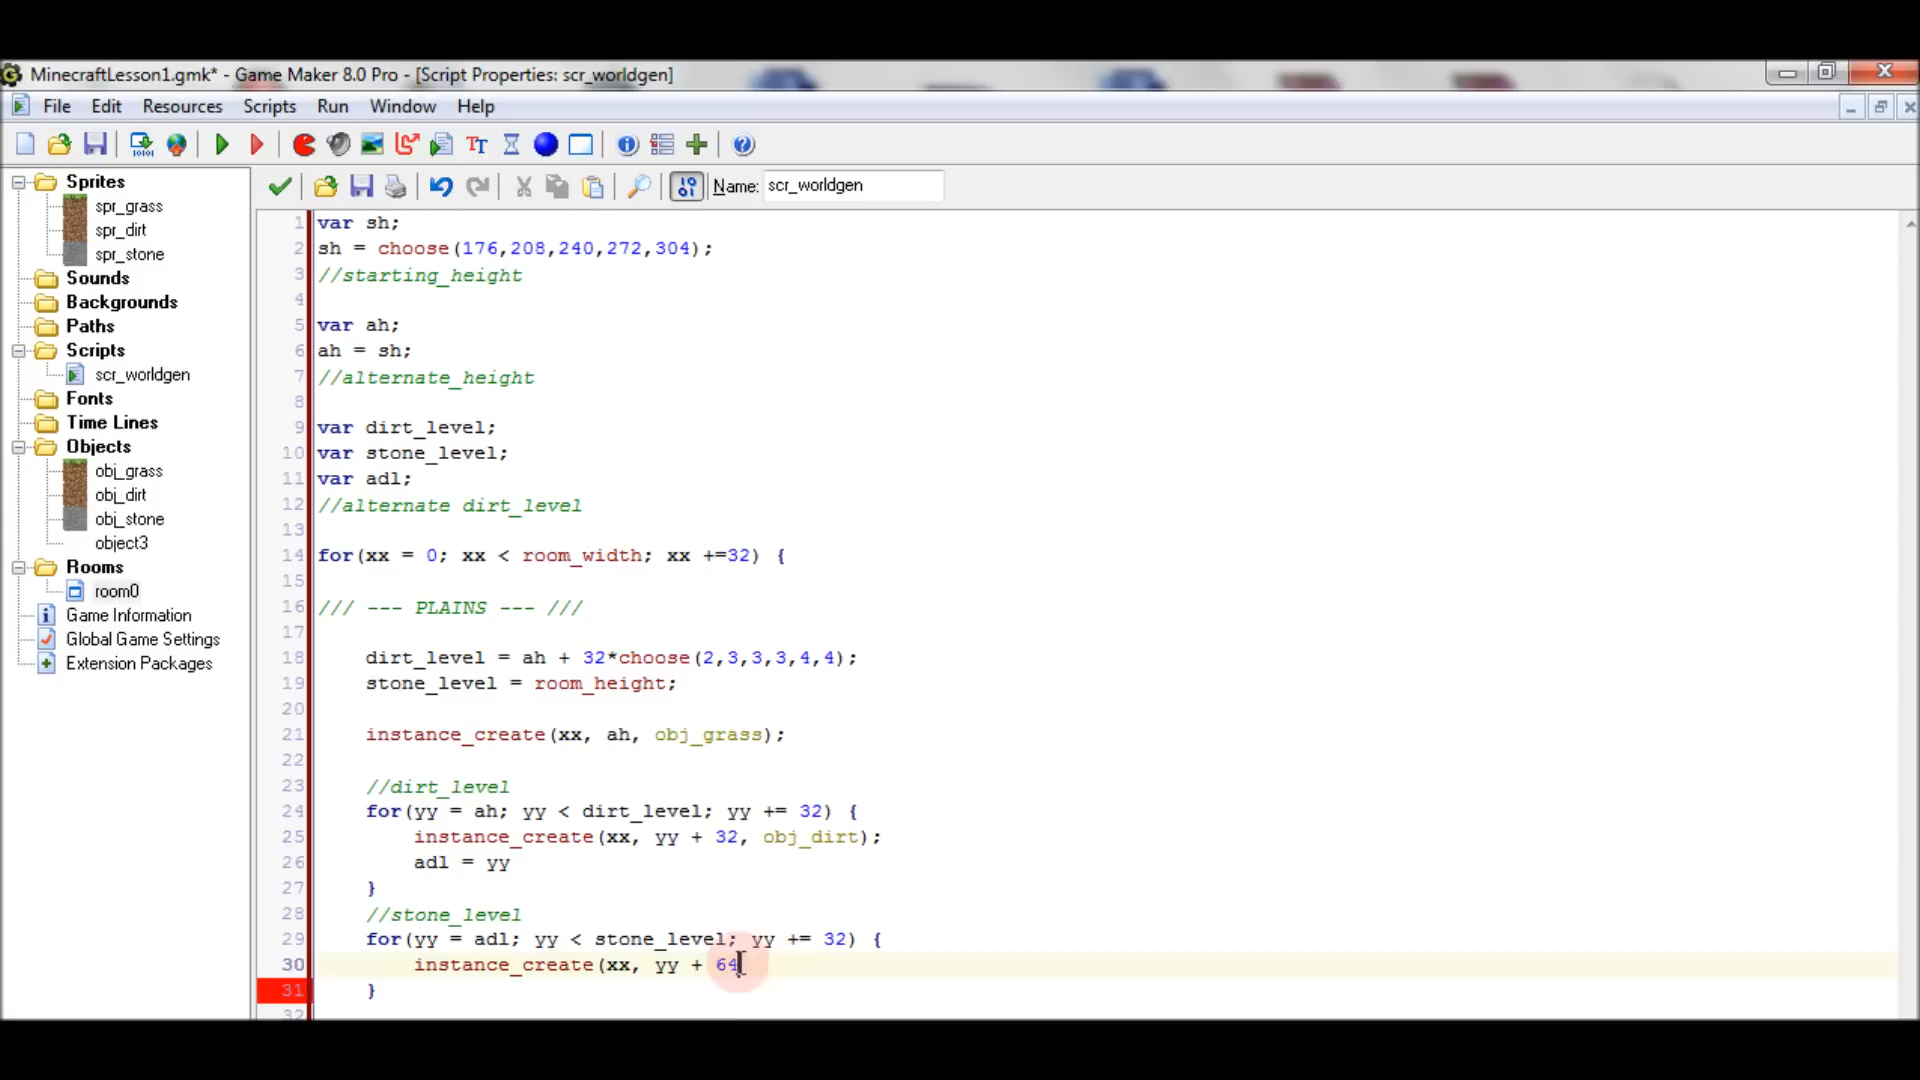 MinecraftLesson1.gmk* - Game Maker 8.0 Pro - [Script Properties: scr_worldgen]
File Edit Resources Scripts Run Window Help
Name: scr_worldgen
Sprites
spr_grass
spr_dirt
spr_stone
Sounds
Backgrounds
Paths
Scripts
scr_worldgen
Fonts
Time Lines
Objects
obj_grass
obj_dirt
obj_stone
object3
Rooms
room0
Game Information
Global Game Settings
Extension Packages
1 var sh;
2 sh = choose(176,208,240,272,304);
3 //starting_height
4
5 var ah;
6 ah = sh;
7 //alternate_height
8
9 var dirt_level;
10 var stone_level;
11 var adl;
12 //alternate dirt_level
13
14 for(xx = 0; xx < room_width; xx +=32) {
15
16 /// --- PLAINS --- ///
17
18 dirt_level = ah + 32*choose(2,3,3,3,4,4);
19 stone_level = room_height;
20
21 instance_create(xx, ah, obj_grass);
22
23 //dirt_level
24 for(yy = ah; yy < dirt_level; yy += 32) {
25 instance_create(xx, yy + 32, obj_dirt);
26 adl = yy
27 }
28 //stone_level
29 for(yy = adl; yy < stone_level; yy += 32) {
30 instance_create(xx, yy + 64
31 }
32